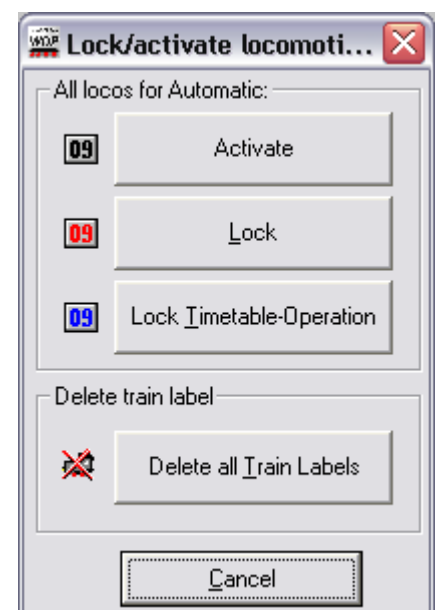 Lock/activate locomoti...
All locos for Automatic:
09 Activate
09 Lock
09 Lock Timetable-Operation
Delete train label
Delete all Train Labels
Cancel